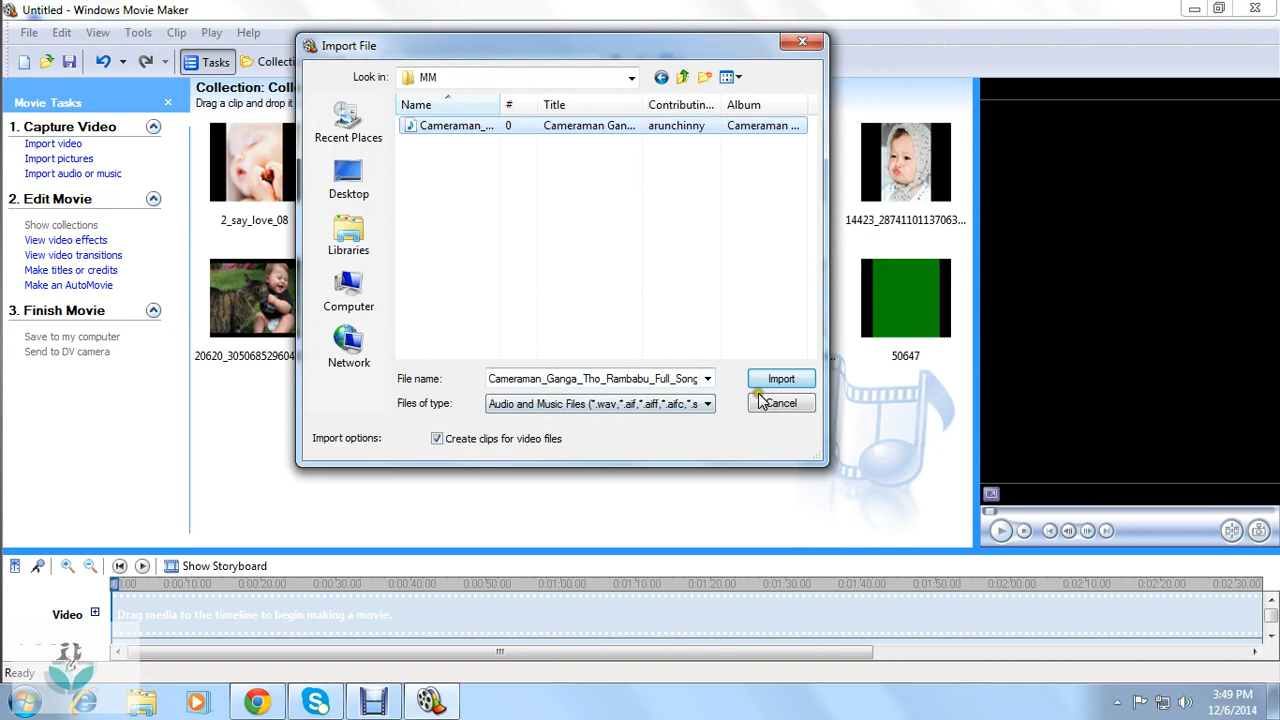 Untitled - Windows Movie Maker
File Edit View Tools Clip Play Help
Tasks Collecti
Movie Tasks
1. Capture Video
Import video
Import pictures
Import audio or music
2. Edit Movie
Show collections
View video effects
View video transitions
Make titles or credits
Make an AutoMovie
3. Finish Movie
Save to my computer
Send to DV camera
Collection: Coll
Drag a clip and drop it
2_say_love_08
20620_305068529604
14423_28741101137063...
50647
Import File
Look in: MM
Recent Places
Desktop
Libraries
Computer
Network
Name # Title Contributin... Album
Cameraman_... 0 Cameraman Gan... arunchinny Cameraman ...
File name: Cameraman_Ganga_Tho_Rambabu_Full_Song Import
Files of type: Audio and Music Files (*.wav,*.aif,*.aiff,*.aifc,*.s Cancel
Import options: Create clips for video files
Show Storyboard
0:00 0:00:10.00 0:00:20.00 0:00:30.00 0:00:40.00 0:00:50.00 0:01:00.00 0:01:10.00 0:01:20.00 0:01:30.00 0:01:40.00 0:01:50.00 0:02:00.00 0:02:10.00 0:02:20.00 0:02:30.00
Video Drag media to the timeline to begin making a movie.
Ready
3:49 PM
12/6/2014